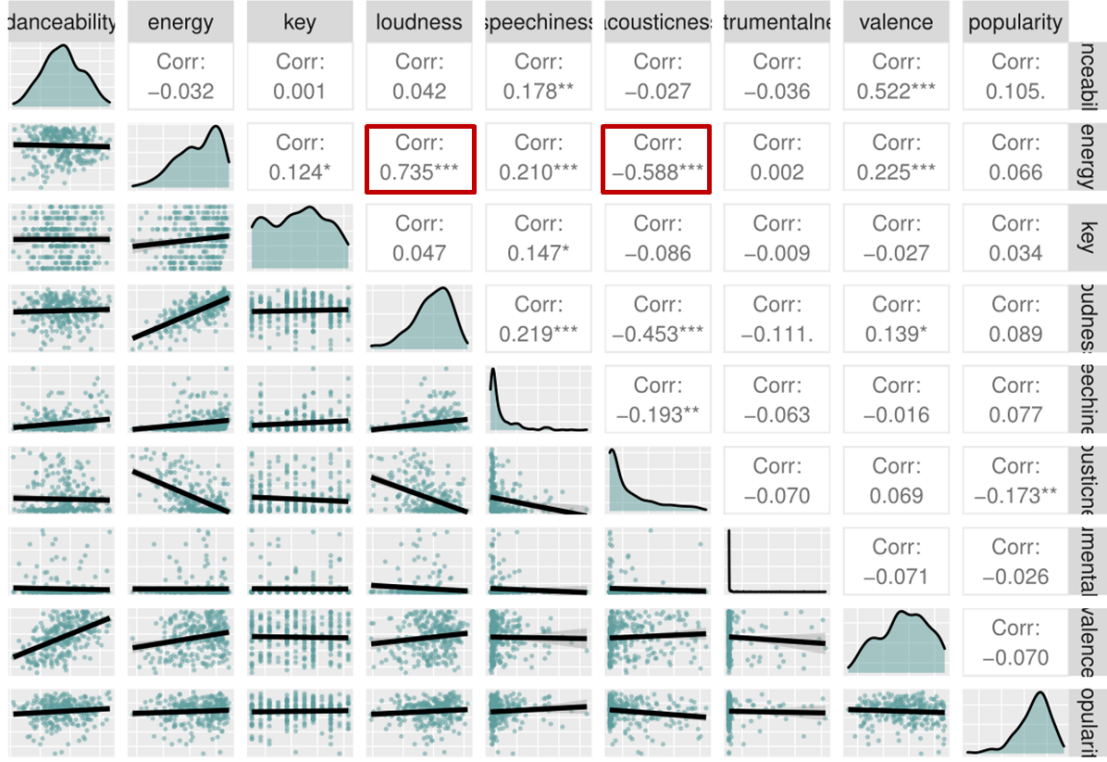 danceability energy key loudness speechiness cousticness trumentalne valence popularity
Corr: Corr: Corr: Corr: Corr: Corr: Corr: Corr:
−0.032 0.001 0.042 0.178** −0.027 −0.036 0.522*** 0.105.
nceabil
Corr: Corr: Corr: Corr: Corr: Corr: Corr:
0.124* 0.735*** 0.210*** −0.588*** 0.002 0.225*** 0.066
energy
Corr: Corr: Corr: Corr: Corr: Corr:
0.047 0.147* −0.086 −0.009 −0.027 0.034
key
Corr: Corr: Corr: Corr: Corr:
0.219*** −0.453*** −0.111. 0.139* 0.089
oudnes
Corr: Corr: Corr: Corr:
−0.193** −0.063 −0.016 0.077
eechine
Corr: Corr: Corr:
−0.070 0.069 −0.173**
ousticne
Corr: Corr:
−0.071 −0.026
umental
Corr:
−0.070
valence
opularit